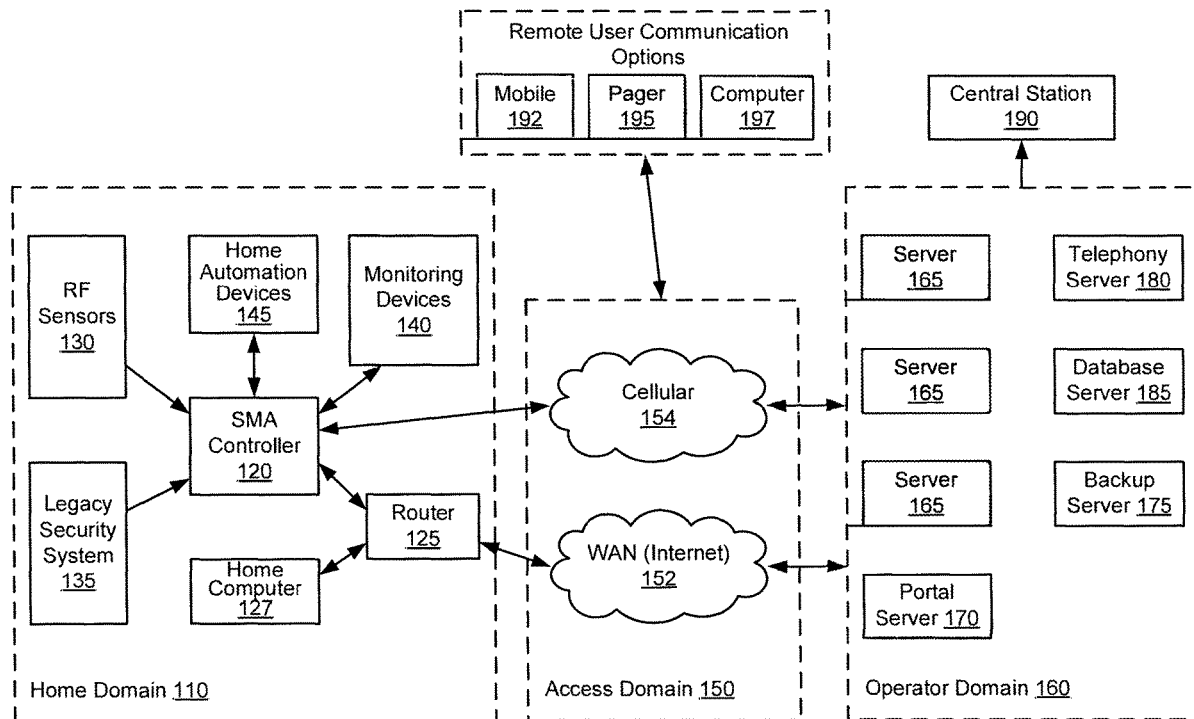 Remote User Communication
Options
Mobile
192
Pager
195
Computer
197
Central Station
190
RF
Sensors
130
Home
Automation
Devices
145
Monitoring
Devices
140
SMA
Controller
120
Legacy
Security
System
135
Router
125
Home
Computer
127
Home Domain 110
Cellular
154
WAN (Internet)
152
Access Domain 150
Server
165
Telephony
Server 180
Server
165
Database
Server 185
Server
165
Backup
Server 175
Portal
Server 170
Operator Domain 160